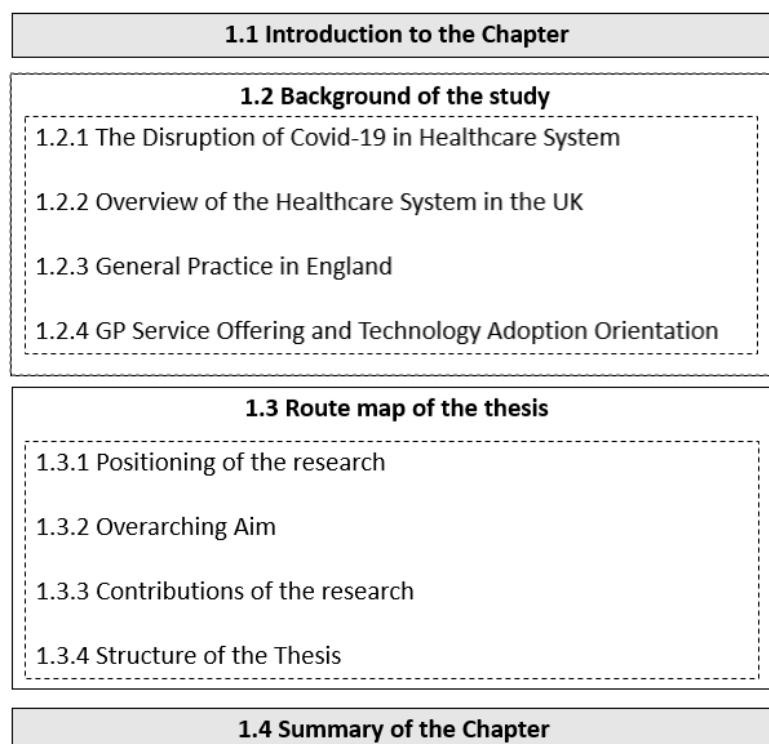 1.1 Introduction to the Chapter
1.2 Background of the study
1.2.1 The Disruption of Covid-19 in Healthcare System
1.2.2 Overview of the Healthcare System in the UK
1.2.3 General Practice in England
1.2.4 GP Service Offering and Technology Adoption Orientation
1.3 Route map of the thesis
1.3.1 Positioning of the research
1.3.2 Overarching Aim
1.3.3 Contributions of the research
1.3.4 Structure of the Thesis
1.4 Summary of the Chapter